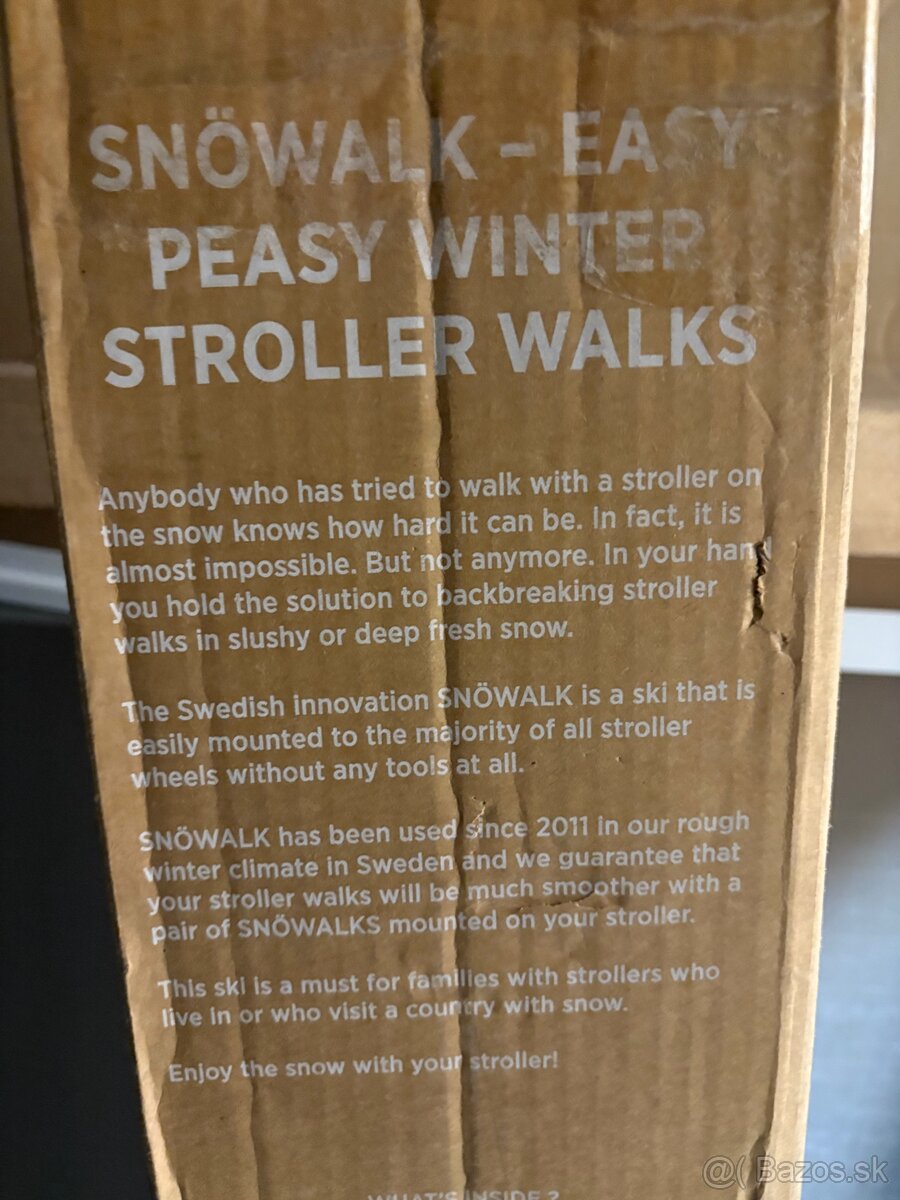 SNÖWALK – EASY
PEASY WINTER
STROLLER WALKS
Anybody who has tried to walk with a stroller on
the snow knows how hard it can be. In fact, it is
almost impossible. But not anymore. In your hand
you hold the solution to backbreaking stroller
walks in slushy or deep fresh snow.
The Swedish innovation SNÖWALK is a ski that is
easily mounted to the majority of all stroller
wheels without any tools at all.
SNÖWALK has been used since 2011 in our rough
winter climate in Sweden and we guarantee that
your stroller walks will be much smoother with a
pair of SNÖWALKS mounted on your stroller.
This ski is a must for families with strollers who
live in or who visit a country with snow.
Enjoy the snow with your stroller!
WHAT'S INSIDE ?
@( Bazos.sk